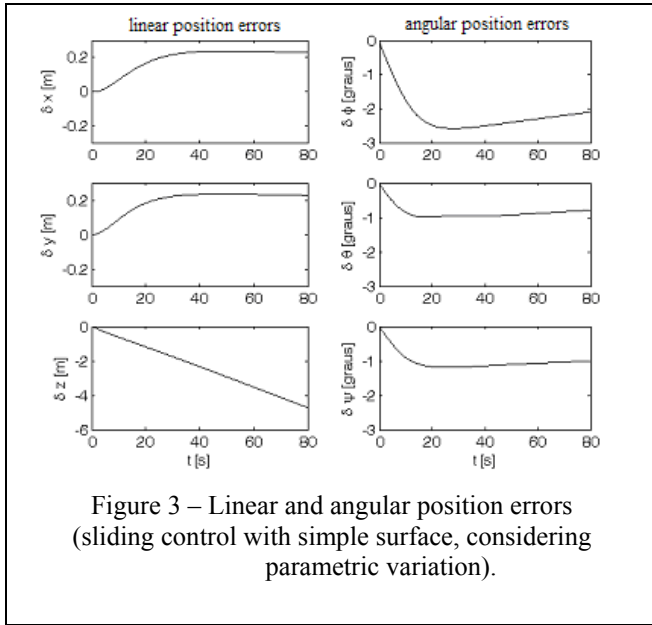 linear position errors
angular position errors
δ x [m]
0.2
0
-0.2
0 20 40 60 80
δ ϕ [graus]
0
-1
-2
-3
0 20 40 60 80
δ y [m]
0.2
0
-0.2
0 20 40 60 80
δ θ [graus]
0
-1
-2
-3
0 20 40 60 80
δ z [m]
0
-2
-4
-6
0 20 40 60 80
t [s]
δ ψ [graus]
0
-1
-2
-3
0 20 40 60 80
t [s]
Figure 3 – Linear and angular position errors
(sliding control with simple surface, considering
parametric variation).